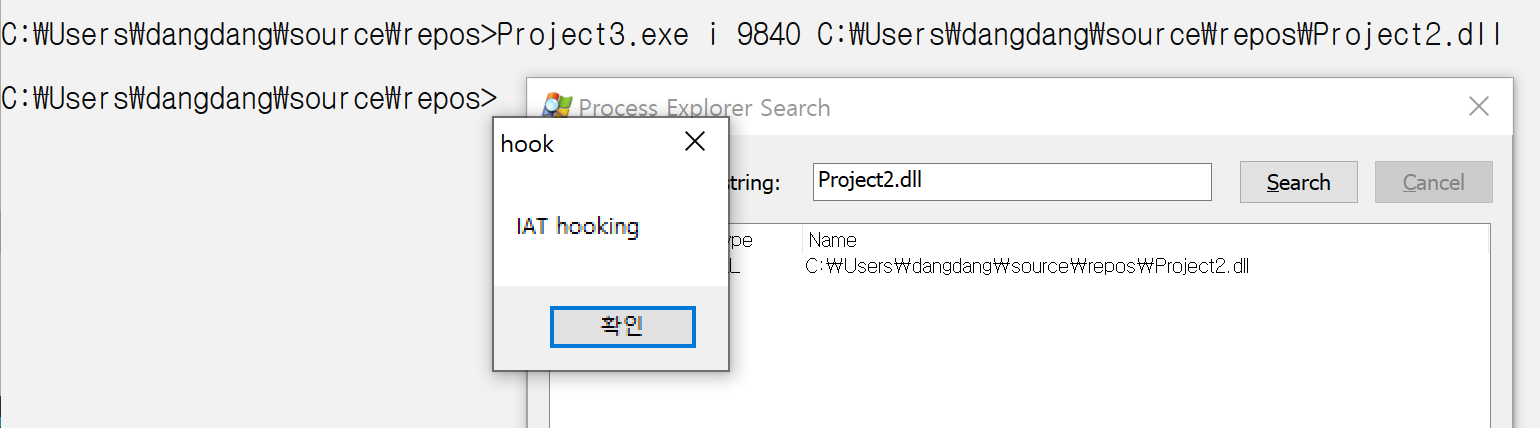 C:₩Users₩dangdang₩source₩repos>Project3.exe i 9840 C:₩Users₩dangdang₩source₩repos₩Project2.dll
C:₩Users₩dangdang₩source₩repos>
Process Explorer Search
hook
string: Project2.dll Search Cancel
IAT hooking
ype Name
L C:₩Users₩dangdang₩source₩repos₩Project2.dll
확인